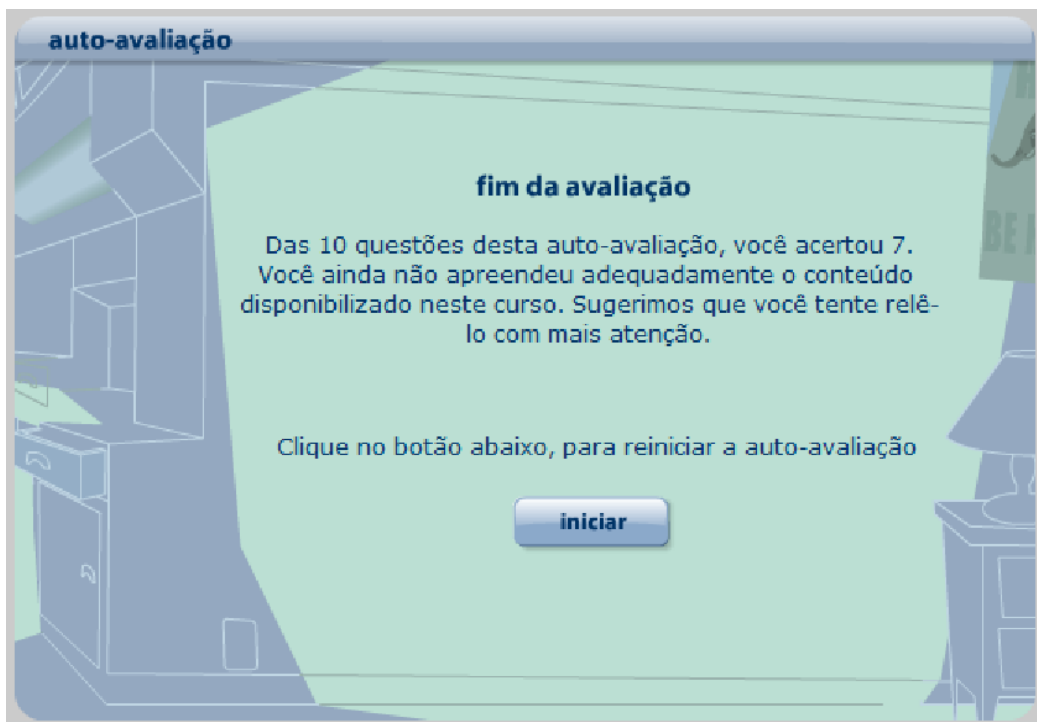 auto-avaliação
fim da avaliação
Das 10 questões desta auto-avaliação, você acertou 7.
Você ainda não apreendeu adequadamente o conteúdo
disponibilizado neste curso. Sugerimos que você tente relê-
lo com mais atenção.
Clique no botão abaixo, para reiniciar a auto-avaliação
iniciar